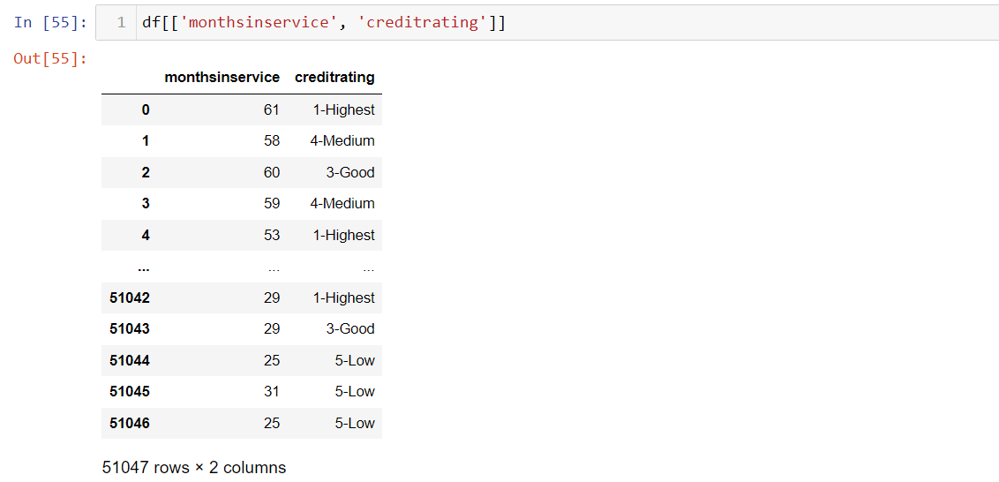 In [55]: 1 df[['monthsinservice', 'creditrating']]
Out[55]:
monthsinservice creditrating
0 61 1-Highest
1 58 4-Medium
2 60 3-Good
3 59 4-Medium
4 53 1-Highest
... ... ...
51042 29 1-Highest
51043 29 3-Good
51044 25 5-Low
51045 31 5-Low
51046 25 5-Low
51047 rows × 2 columns